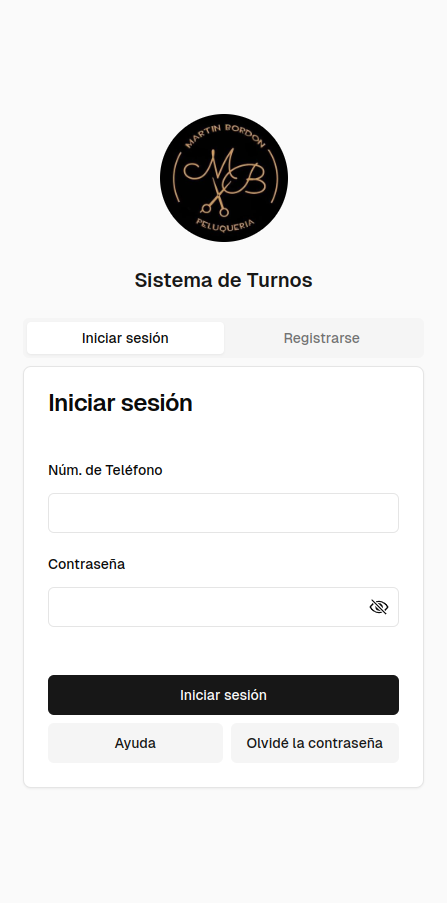 MARTIN BORDON
MB
PELUQUERIA
Sistema de Turnos
Iniciar sesión
Registrarse
Iniciar sesión
Núm. de Teléfono
Contraseña
Iniciar sesión
Ayuda
Olvidé la contraseña